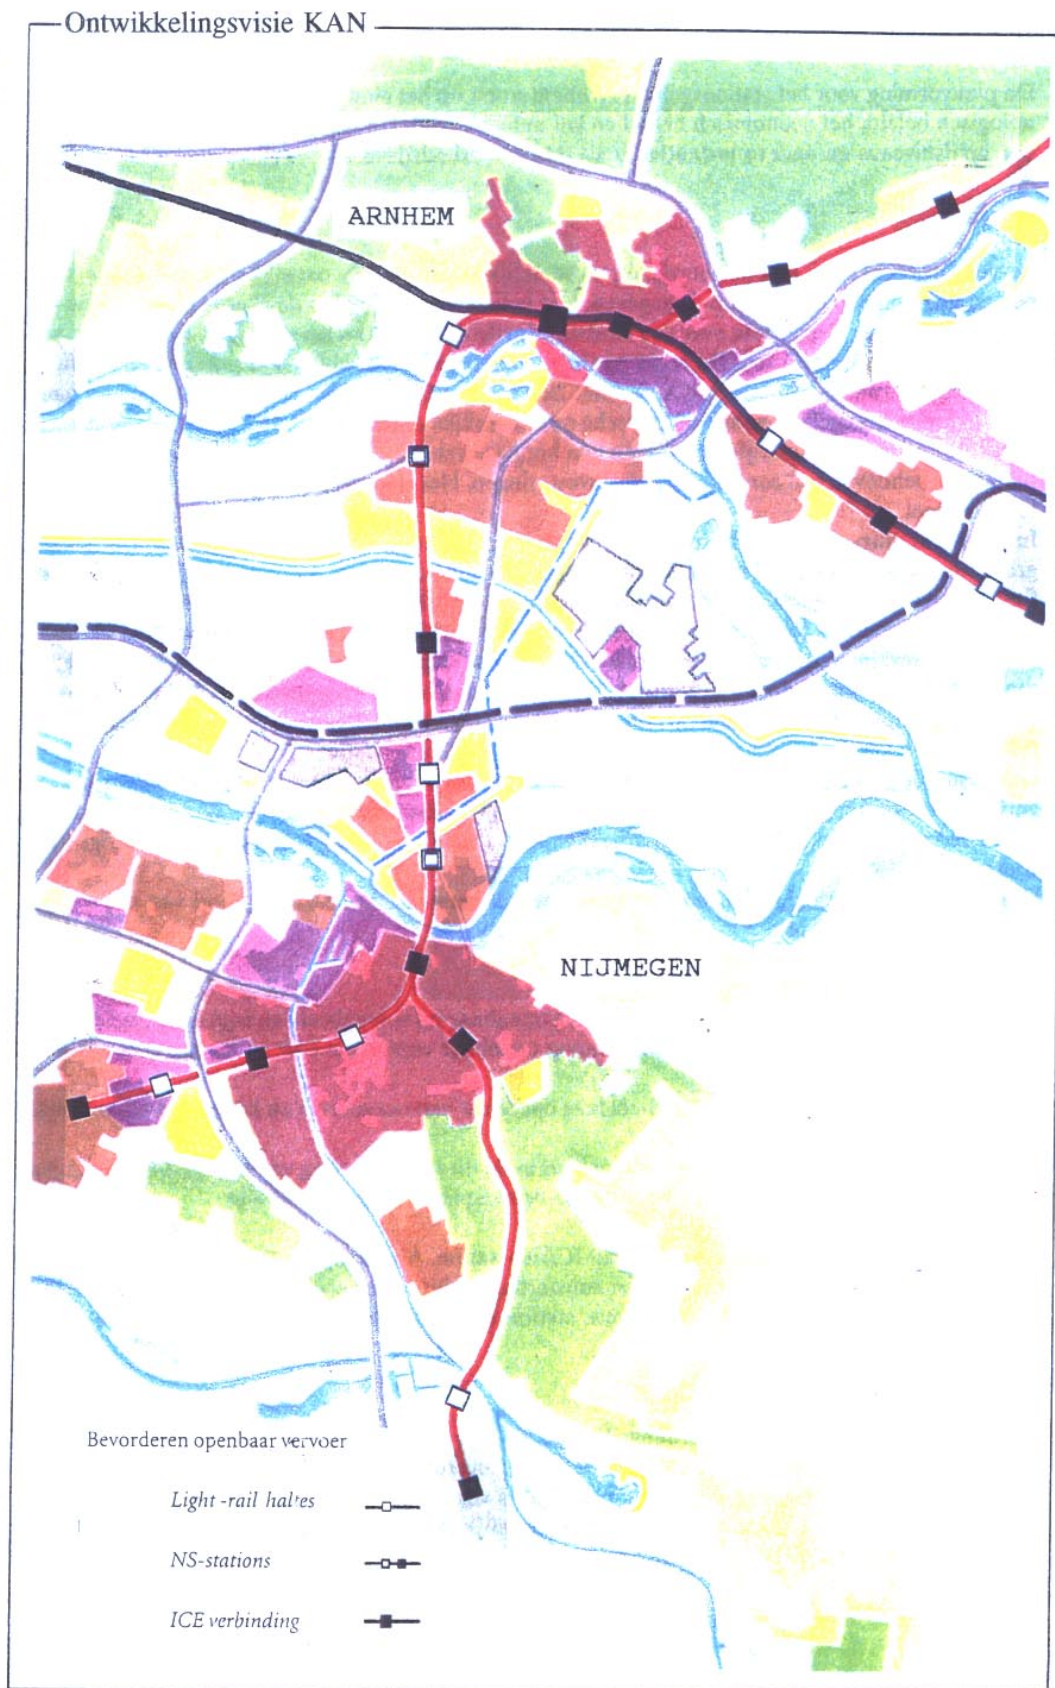 Ontwikkelingsvisie KAN
ARNHEM
NIJMEGEN
Bevorderen openbaar vervoer
Light-rail haltes
NS-stations
ICE verbinding